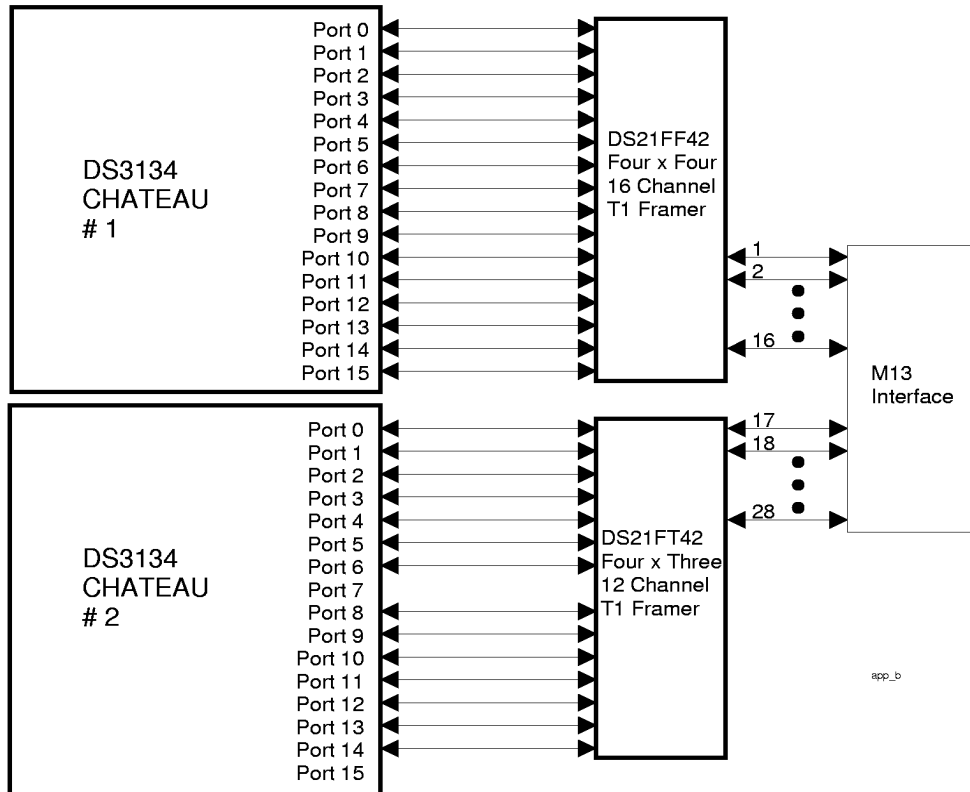 Port 0
Port 1
Port 2
Port 3
Port 4
Port 5
Port 6
Port 7
Port 8
Port 9
Port 10
Port 11
Port 12
Port 13
Port 14
Port 15
DS3134
CHATEAU
# 1
DS21FF42
Four x Four
16 Channel
T1 Framer
1
2
16
M13
Interface
17
18
28
Port 0
Port 1
Port 2
Port 3
Port 4
Port 5
Port 6
Port 7
Port 8
Port 9
Port 10
Port 11
Port 12
Port 13
Port 14
Port 15
DS3134
CHATEAU
# 2
DS21FT42
Four x Three
12 Channel
T1 Framer
app_b